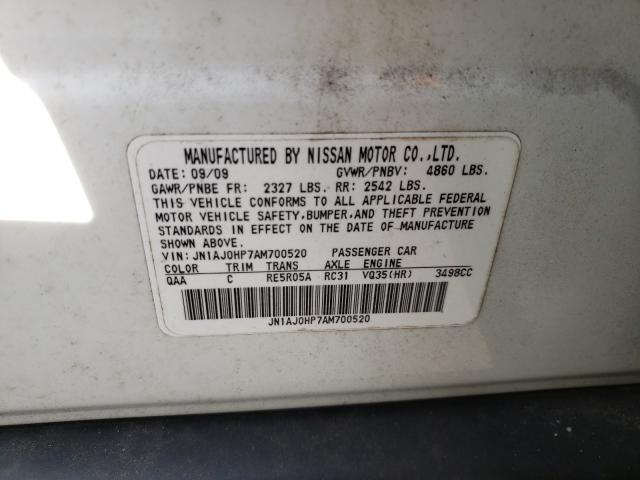 MANUFACTURED BY NISSAN MOTOR CO.,LTD.
DATE: 09/09 GVWR/PNBV: 4860 LBS.
GAWR/PNBE FR: 2327 LBS. RR: 2542 LBS.
THIS VEHICLE CONFORMS TO ALL APPLICABLE FEDERAL
MOTOR VEHICLE SAFETY,BUMPER,AND THEFT PREVENTION
STANDARDS IN EFFECT ON THE DATE OF MANUFACTURE
SHOWN ABOVE.
VIN: JN1AJ0HP7AM700520 PASSENGER CAR
COLOR TRIM TRANS AXLE ENGINE
QAA C RE5R05A RC31 VQ35(HR) 3498CC
JN1AJ0HP7AM700520